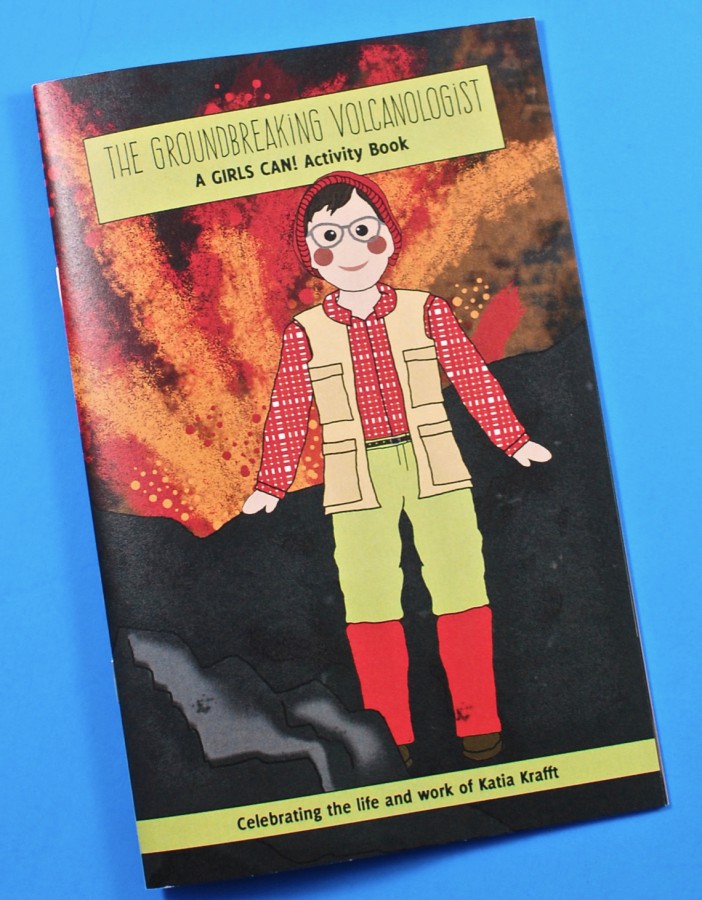 THE GROUNDBREAKING VOLCANOLOGIST
A GIRLS CAN! Activity Book
Celebrating the life and work of Katia Krafft